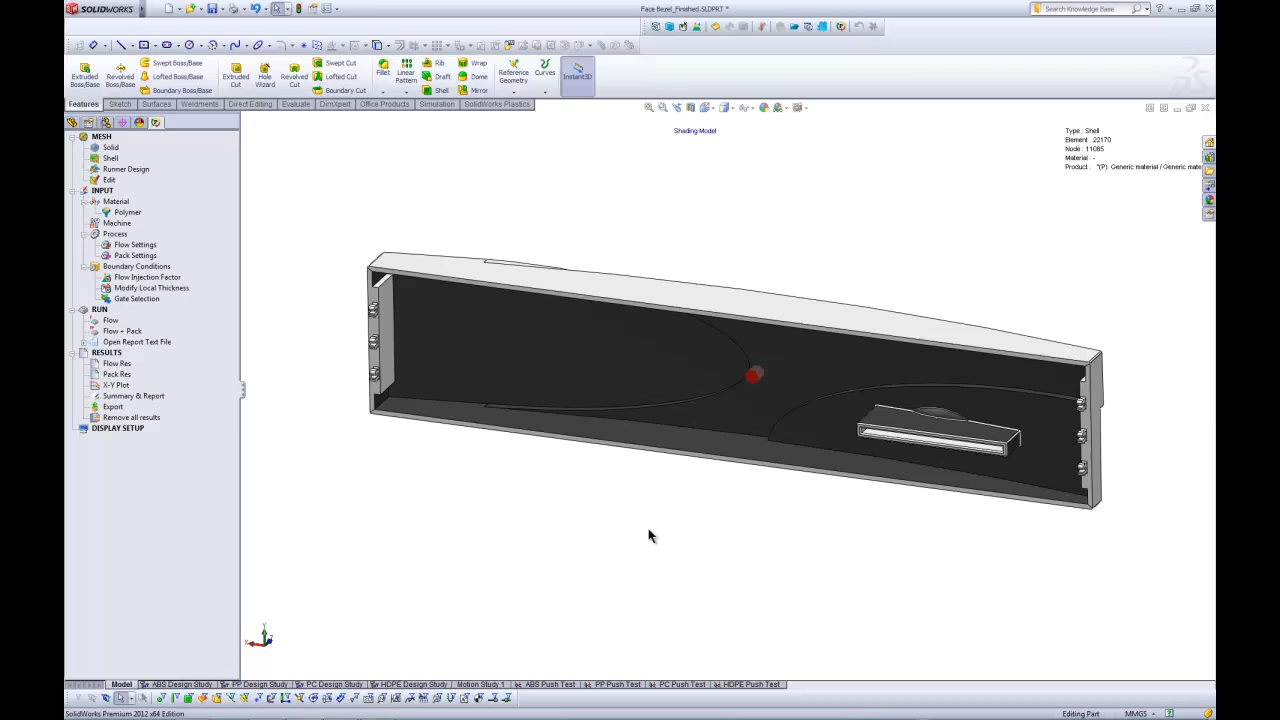 SOLIDWORKS
Face Bezel_Finished.SLDPRT *
Search Knowledge Base
Extruded Boss/Base
Revolved Boss/Base
Swept Boss/Base
Lofted Boss/Base
Boundary Boss/Base
Extruded Cut
Hole Wizard
Revolved Cut
Swept Cut
Lofted Cut
Boundary Cut
Fillet
Linear Pattern
Rib
Draft
Shell
Wrap
Dome
Mirror
Reference Geometry
Curves
Instant3D
Features Sketch Surfaces Weldments Direct Editing Evaluate DimXpert Office Products Simulation SolidWorks Plastics
MESH
Solid
Shell
Runner Design
Edit
INPUT
Material
Polymer
Machine
Process
Flow Settings
Pack Settings
Boundary Conditions
Flow Injection Factor
Modify Local Thickness
Gate Selection
RUN
Flow
Flow + Pack
Open Report Text File
RESULTS
Flow Res
Pack Res
X-Y Plot
Summary & Report
Export
Remove all results
DISPLAY SETUP
Shading Model
Type : Shell
Element : 22170
Node : 11085
Material : -
Product : *(P) Generic material / Generic mate
Y
X
Z
Model ABS Design Study PP Design Study PC Design Study HDPE Design Study Motion Study 1 ABS Push Test PP Push Test PC Push Test HDPE Push Test
SolidWorks Premium 2012 x64 Edition
Editing Part
MMGS